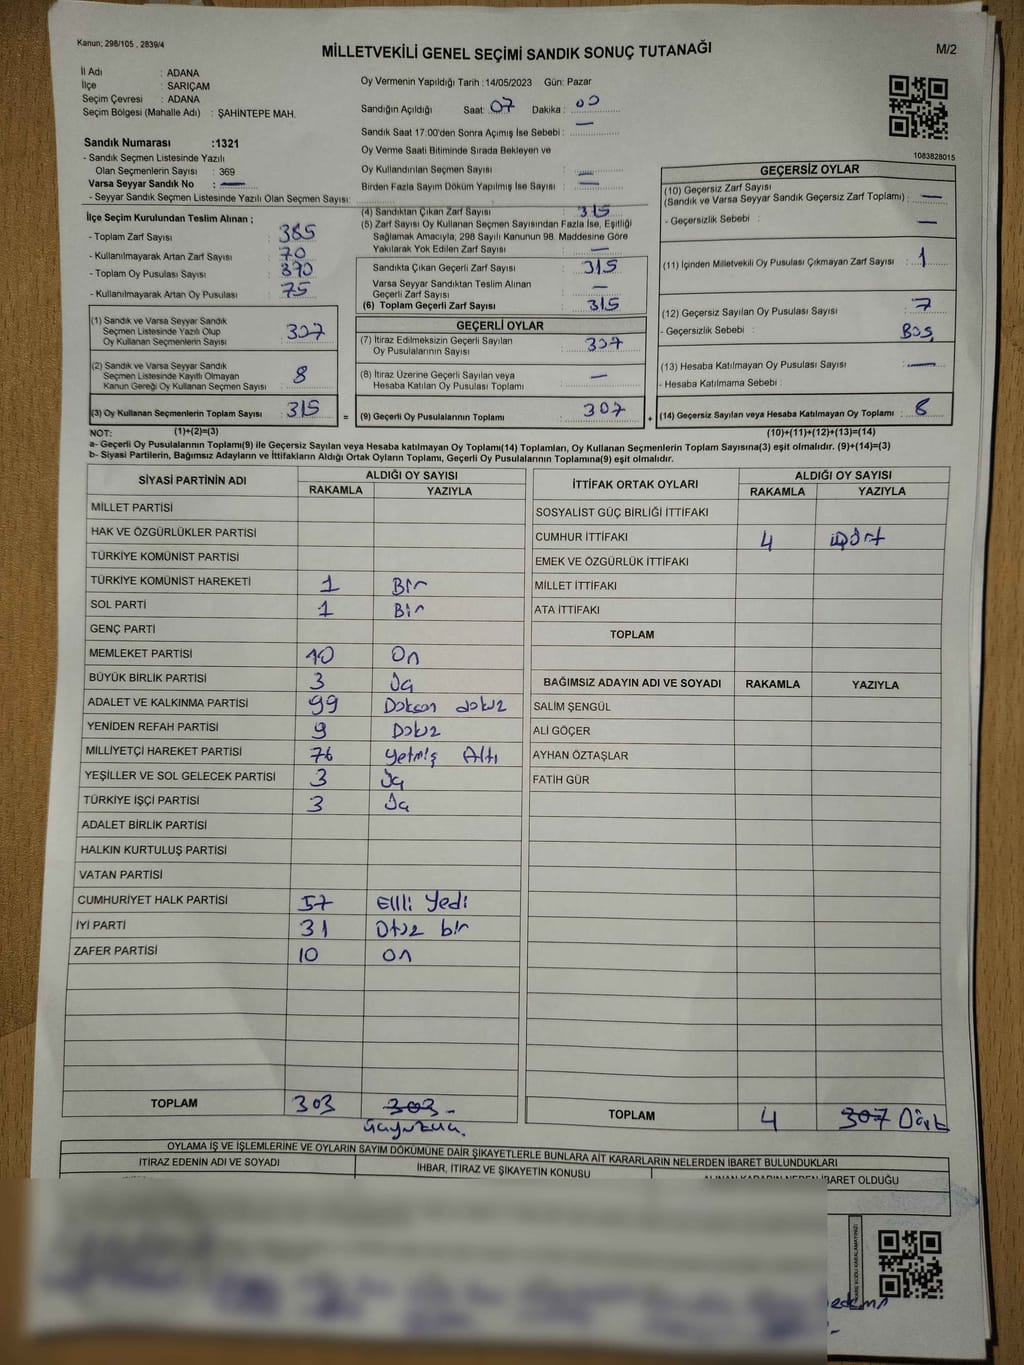 Kanun; 298/105 , 2839/4
MİLLETVEKİLİ GENEL SEÇİMİ SANDIK SONUÇ TUTANAĞI
M/2
İl Adı : ADANA
İlçe : SARIÇAM
Seçim Çevresi : ADANA
Seçim Bölgesi (Mahalle Adı) : ŞAHİNTEPE MAH.
Oy Vermenin Yapıldığı Tarih : 14/05/2023 Gün: Pazar
Sandığın Açıldığı Saat: 07 Dakika : 00
Sandık Saat 17:00'den Sonra Açımış İse Sebebi : —
Oy Verme Saati Bitiminde Sırada Bekleyen ve
Oy Kullandırılan Seçmen Sayısı : —
Birden Fazla Sayım Döküm Yapılmış İse Sayısı : —
1083828015
Sandık Numarası :1321
- Sandık Seçmen Listesinde Yazılı
Olan Seçmenlerin Sayısı : 369
Varsa Seyyar Sandık No : —
- Seyyar Sandık Seçmen Listesinde Yazılı Olan Seçmen Sayısı:
İlçe Seçim Kurulundan Teslim Alınan ;
- Toplam Zarf Sayısı : 385
- Kullanılmayarak Artan Zarf Sayısı : 70
- Toplam Oy Pusulası Sayısı : 390
- Kullanılmayarak Artan Oy Pusulası : 75
(1) Sandık ve Varsa Seyyar Sandık
Seçmen Listesinde Yazılı Olup
Oy Kullanan Seçmenlerin Sayısı : 307
(2) Sandık ve Varsa Seyyar Sandık
Seçmen Listesinde Kayıtlı Olmayan
Kanun Gereği Oy Kullanan Seçmen Sayısı : 8
(3) Oy Kullanan Seçmenlerin Toplam Sayısı : 315
(4) Sandıktan Çıkan Zarf Sayısı : 315
(5) Zarf Sayısı Oy Kullanan Seçmen Sayısından Fazla İse, Eşitliği
Sağlamak Amacıyla, 298 Sayılı Kanunun 98. Maddesine Göre
Yakılarak Yok Edilen Zarf Sayısı : —
Sandıkta Çıkan Geçerli Zarf Sayısı : 315
Varsa Seyyar Sandıktan Teslim Alınan
Geçerli Zarf Sayısı : —
(6) Toplam Geçerli Zarf Sayısı : 315
GEÇERLİ OYLAR
(7) İtiraz Edilmeksizin Geçerli Sayılan
Oy Pusulalarının Sayısı : 307
(8) İtiraz Üzerine Geçerli Sayılan veya
Hesaba Katılan Oy Pusulası Toplamı : —
= (9) Geçerli Oy Pusulalarının Toplamı : 307
GEÇERSİZ OYLAR
(10) Geçersiz Zarf Sayısı
(Sandık ve Varsa Seyyar Sandık Geçersiz Zarf Toplamı) : —
- Geçersizlik Sebebi : —
(11) İçinden Milletvekili Oy Pusulası Çıkmayan Zarf Sayısı : 1
(12) Geçersiz Sayılan Oy Pusulası Sayısı : 7
- Geçersizlik Sebebi : Boş
(13) Hesaba Katılmayan Oy Pusulası Sayısı : —
- Hesaba Katılmama Sebebi :
+ (14) Geçersiz Sayılan veya Hesaba Katılmayan Oy Toplamı : 8
NOT: (1)+(2)=(3)
(10)+(11)+(12)+(13)=(14)
a- Geçerli Oy Pusulalarının Toplamı(9) ile Geçersiz Sayılan veya Hesaba katılmayan Oy Toplamı(14) Toplamları, Oy Kullanan Seçmenlerin Toplam Sayısına(3) eşit olmalıdır. (9)+(14)=(3)
b- Siyasi Partilerin, Bağımsız Adayların ve İttifakların Aldığı Ortak Oyların Toplamı, Geçerli Oy Pusulalarının Toplamına(9) eşit olmalıdır.
SİYASİ PARTİNİN ADI ALDIĞI OY SAYISI
RAKAMLA YAZIYLA
MİLLET PARTİSİ
HAK VE ÖZGÜRLÜKLER PARTİSİ
TÜRKİYE KOMÜNİST PARTİSİ
TÜRKİYE KOMÜNİST HAREKETİ 1 Bir
SOL PARTİ 1 Bir
GENÇ PARTİ
MEMLEKET PARTİSİ 10 On
BÜYÜK BİRLİK PARTİSİ 3 Üç
ADALET VE KALKINMA PARTİSİ 99 Doksan dokuz
YENİDEN REFAH PARTİSİ 9 Dokuz
MİLLİYETÇİ HAREKET PARTİSİ 76 Yetmiş Altı
YEŞİLLER VE SOL GELECEK PARTİSİ 3 Üç
TÜRKİYE İŞÇİ PARTİSİ 3 Üç
ADALET BİRLİK PARTİSİ
HALKIN KURTULUŞ PARTİSİ
VATAN PARTİSİ
CUMHURİYET HALK PARTİSİ 57 Elli Yedi
İYİ PARTİ 31 Otuz bir
ZAFER PARTİSİ 10 On
TOPLAM 303 303 -
Üçyüzüç.
İTTİFAK ORTAK OYLARI ALDIĞI OY SAYISI
RAKAMLA YAZIYLA
SOSYALİST GÜÇ BİRLİĞİ İTTİFAKI
CUMHUR İTTİFAKI 4 Dört
EMEK VE ÖZGÜRLÜK İTTİFAKI
MİLLET İTTİFAKI
ATA İTTİFAKI
TOPLAM
BAĞIMSIZ ADAYIN ADI VE SOYADI RAKAMLA YAZIYLA
SALİM ŞENGÜL
ALİ GÖÇER
AYHAN ÖZTAŞLAR
FATİH GÜR
TOPLAM 4 307 Dört
OYLAMA İŞ VE İŞLEMLERİNE VE OYLARIN SAYIM DÖKÜMÜNE DAİR ŞİKAYETLERLE BUNLARA AİT KARARLARIN NELERDEN İBARET BULUNDUKLARI
İTİRAZ EDENİN ADI VE SOYADI İHBAR, İTİRAZ VE ŞİKAYETİN KONUSU ALINAN KARARIN NEDEN İBARET OLDUĞU